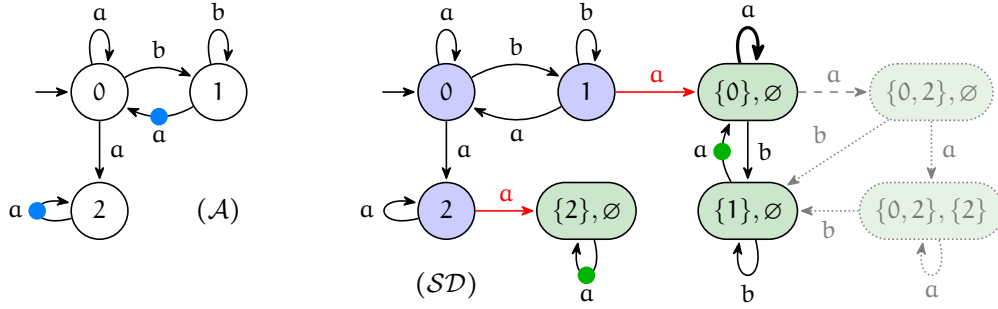 a b a b a a
0 b 1 0 b 1 a {0}, ∅ {0, 2}, ∅
a a b
a a a b a
a 2 (𝒜) a 2 a {2}, ∅ {1}, ∅ b {0, 2}, {2}
(𝒮𝒟) a b a